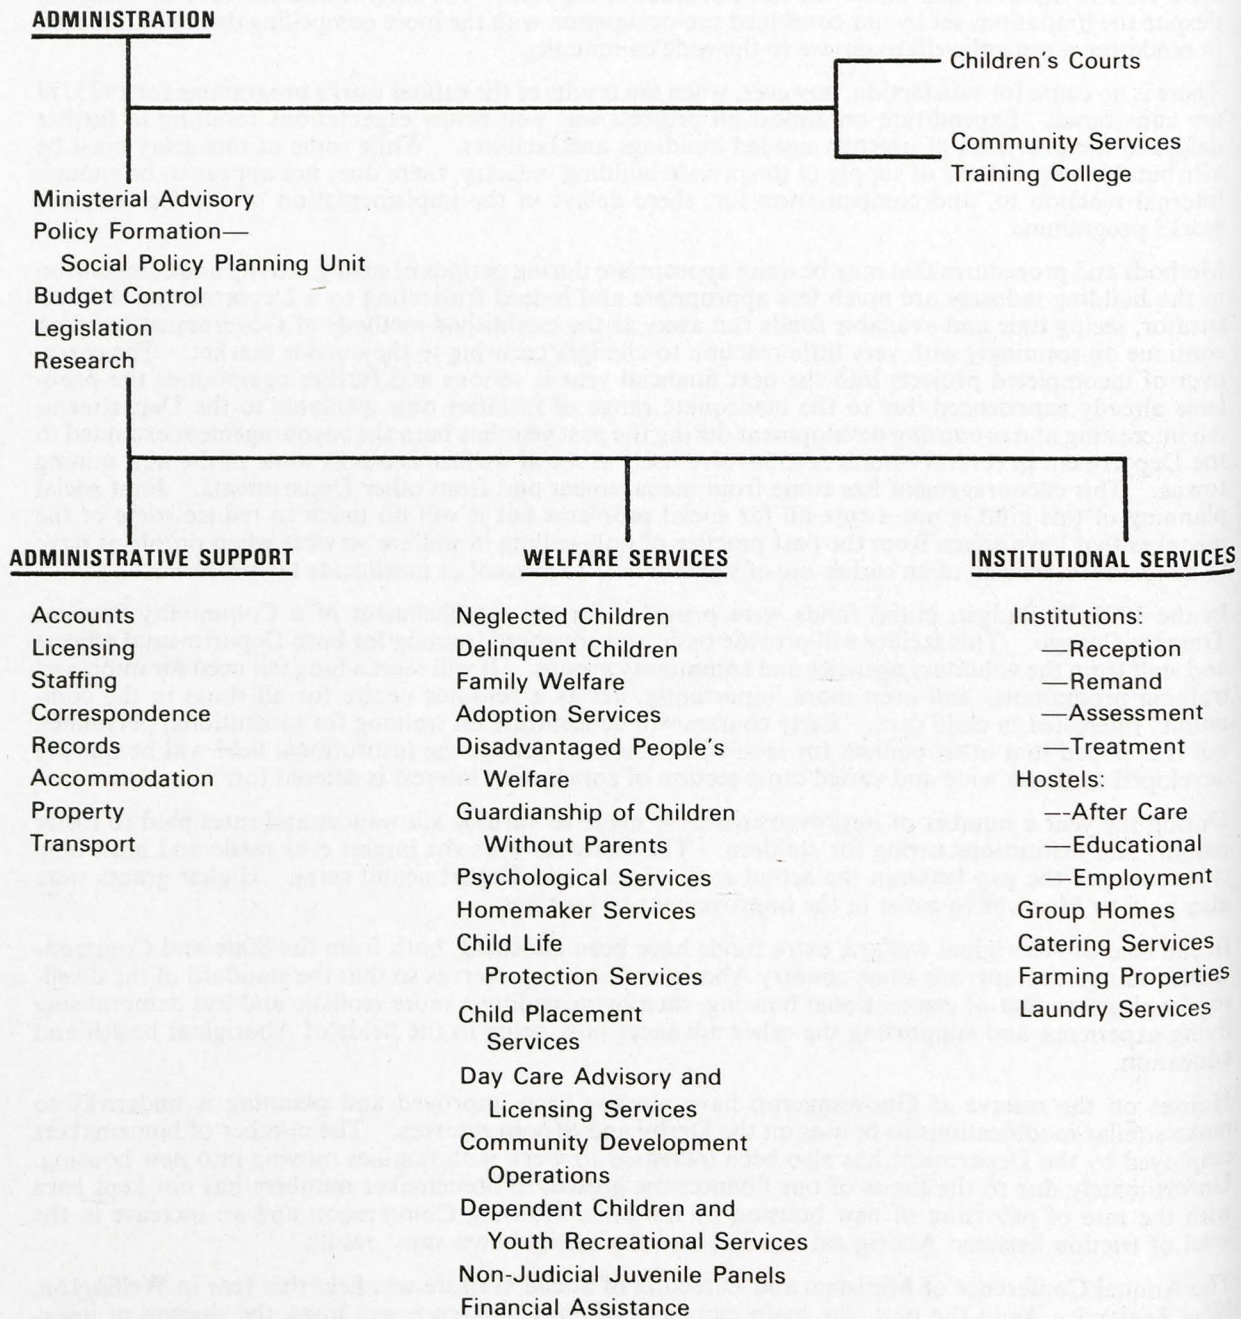 ADMINISTRATION
Children's Courts
Community Services
Training College
Ministerial Advisory
Policy Formation—
Social Policy Planning Unit
Budget Control
Legislation
Research
ADMINISTRATIVE SUPPORT
Accounts
Licensing
Staffing
Correspondence
Records
Accommodation
Property
Transport
WELFARE SERVICES
Neglected Children
Delinquent Children
Family Welfare
Adoption Services
Disadvantaged People's
Welfare
Guardianship of Children
Without Parents
Psychological Services
Homemaker Services
Child Life
Protection Services
Child Placement
Services
Day Care Advisory and
Licensing Services
Community Development
Operations
Dependent Children and
Youth Recreational Services
Non-Judicial Juvenile Panels
Financial Assistance
INSTITUTIONAL SERVICES
Institutions:
—Reception
—Remand
—Assessment
—Treatment
Hostels:
—After Care
—Educational
—Employment
Group Homes
Catering Services
Farming Properties
Laundry Services